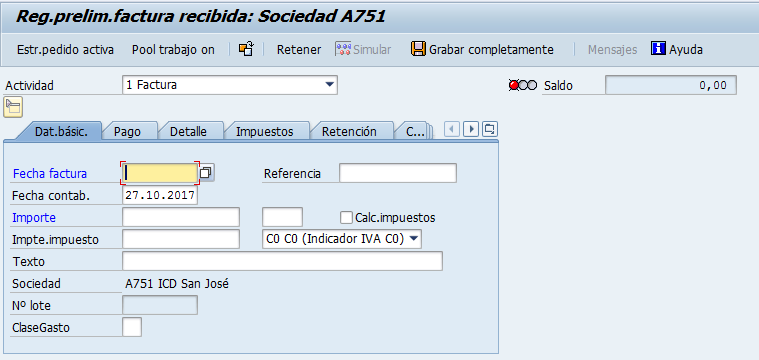 Reg.prelim.factura recibida: Sociedad A751
Estr.pedido activa Pool trabajo on Retener Simular Grabar completamente Mensajes Ayuda
Actividad 1 Factura Saldo 0,00
Dat.básic. Pago Detalle Impuestos Retención C...
Fecha factura Referencia
Fecha contab. 27.10.2017
Importe Calc.impuestos
Impte.impuesto C0 C0 (Indicador IVA C0)
Texto
Sociedad A751 ICD San José
Nº lote
ClaseGasto